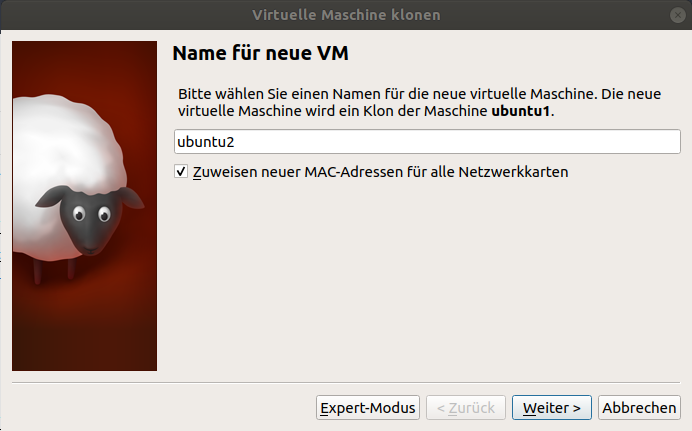 Virtuelle Maschine klonen
Name für neue VM
Bitte wählen Sie einen Namen für die neue virtuelle Maschine. Die neue
virtuelle Maschine wird ein Klon der Maschine ubuntu1.
ubuntu2
Zuweisen neuer MAC-Adressen für alle Netzwerkkarten
Expert-Modus < Zurück Weiter > Abbrechen